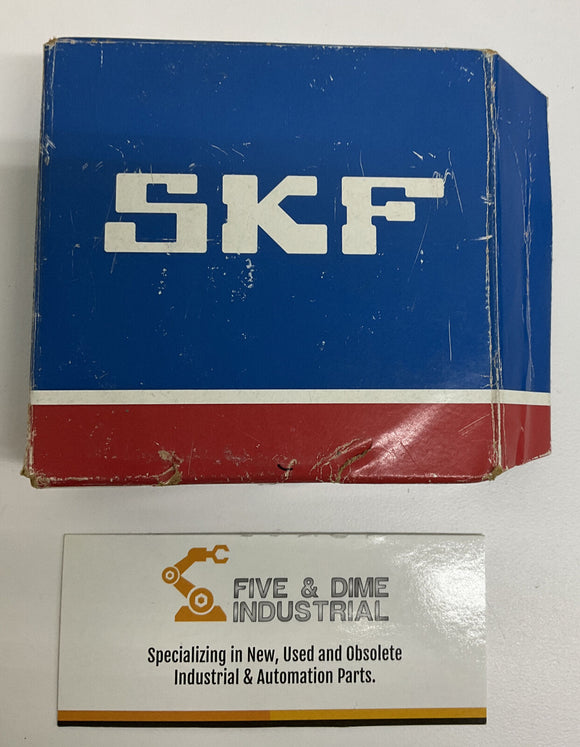 SKF
FIVE & DIME
INDUSTRIAL
Specializing in New, Used and Obsolete
Industrial & Automation Parts.